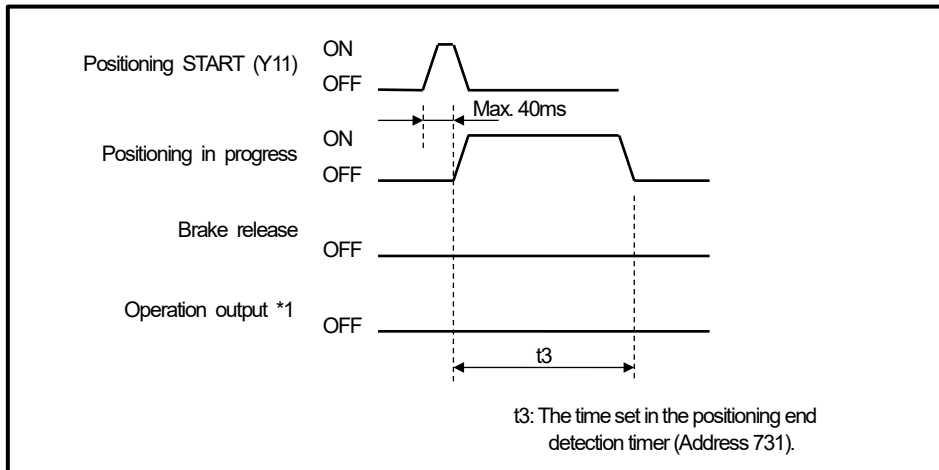 Positioning START (Y11)
ON
OFF
Max. 40ms
Positioning in progress
ON
OFF
Brake release
OFF
Operation output *1
OFF
t3
t3: The time set in the positioning end
detection timer (Address 731).